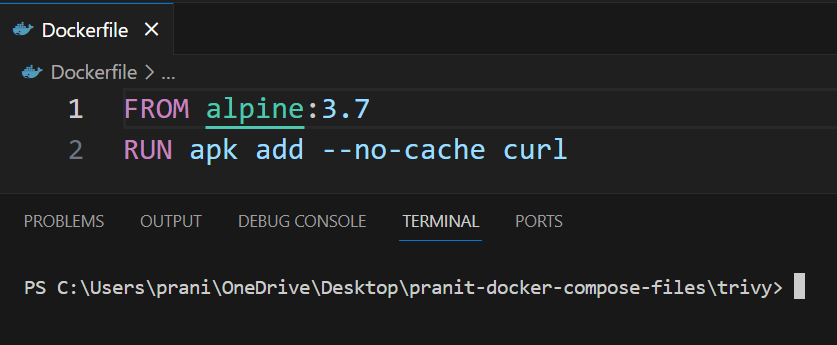 Dockerfile ×
Dockerfile > ...
1 FROM alpine:3.7
2 RUN apk add --no-cache curl
PROBLEMS OUTPUT DEBUG CONSOLE TERMINAL PORTS
PS C:\Users\prani\OneDrive\Desktop\pranit-docker-compose-files\trivy>